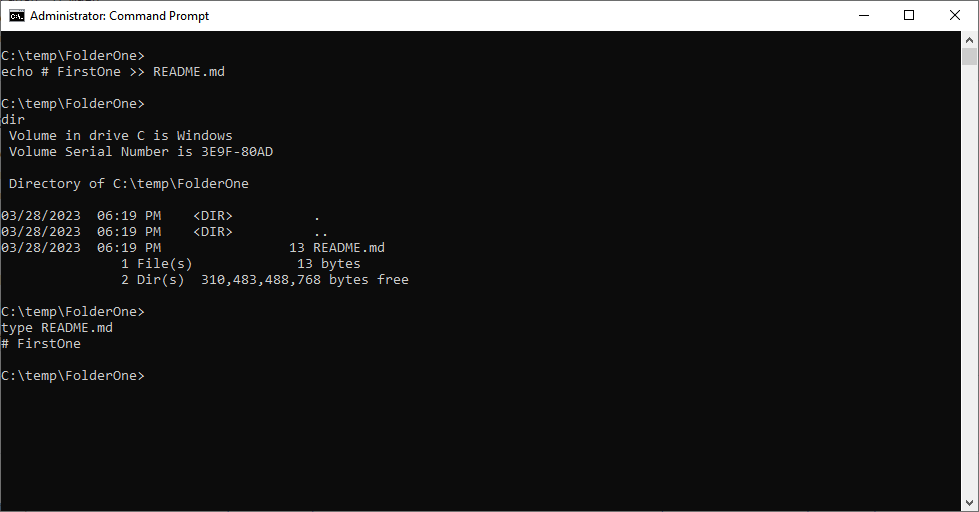 Administrator: Command Prompt
C:\temp\FolderOne>
echo # FirstOne >> README.md
C:\temp\FolderOne>
dir
 Volume in drive C is Windows
 Volume Serial Number is 3E9F-80AD
 Directory of C:\temp\FolderOne
03/28/2023  06:19 PM    <DIR>          .
03/28/2023  06:19 PM    <DIR>          ..
03/28/2023  06:19 PM                13 README.md
               1 File(s)             13 bytes
               2 Dir(s)  310,483,488,768 bytes free
C:\temp\FolderOne>
type README.md
# FirstOne
C:\temp\FolderOne>